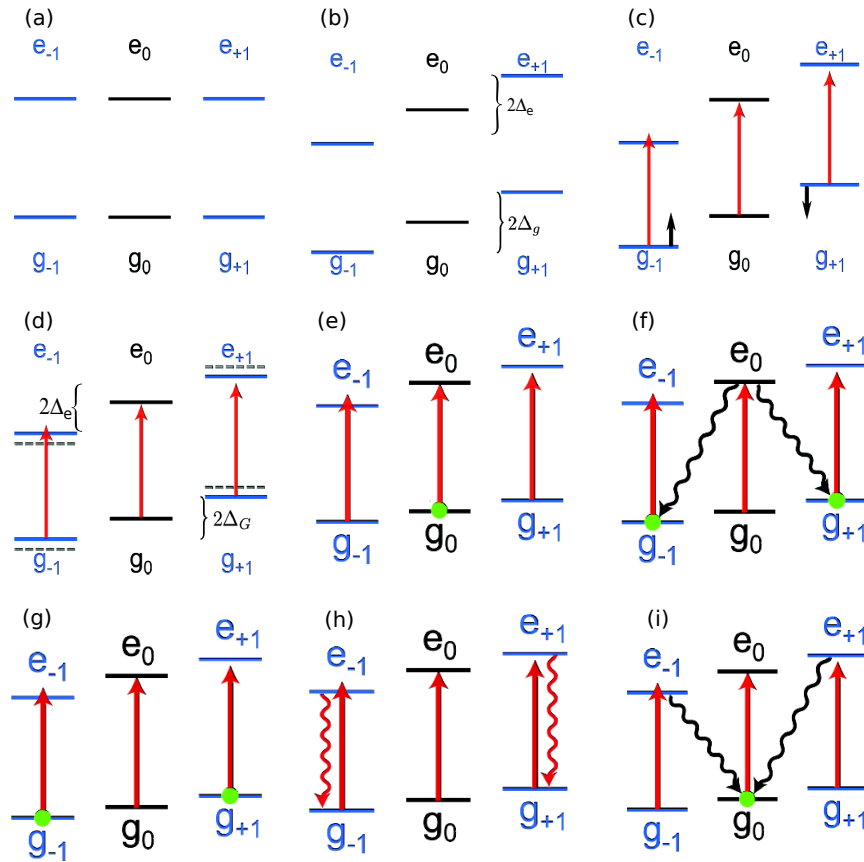 (a)
e-1 e0 e+1
g-1 g0 g+1
(b)
e-1 e0 e+1
2Δe
2Δg
g-1 g0 g+1
(c)
e-1 e0 e+1
g-1 g0 g+1
(d)
e-1 e0 e+1
2Δe
2ΔG
g-1 g0 g+1
(e)
e-1 e0 e+1
g-1 g0 g+1
(f)
e-1 e0 e+1
g-1 g0 g+1
(g)
e-1 e0 e+1
g-1 g0 g+1
(h)
e-1 e0 e+1
g-1 g0 g+1
(i)
e-1 e0 e+1
g-1 g0 g+1